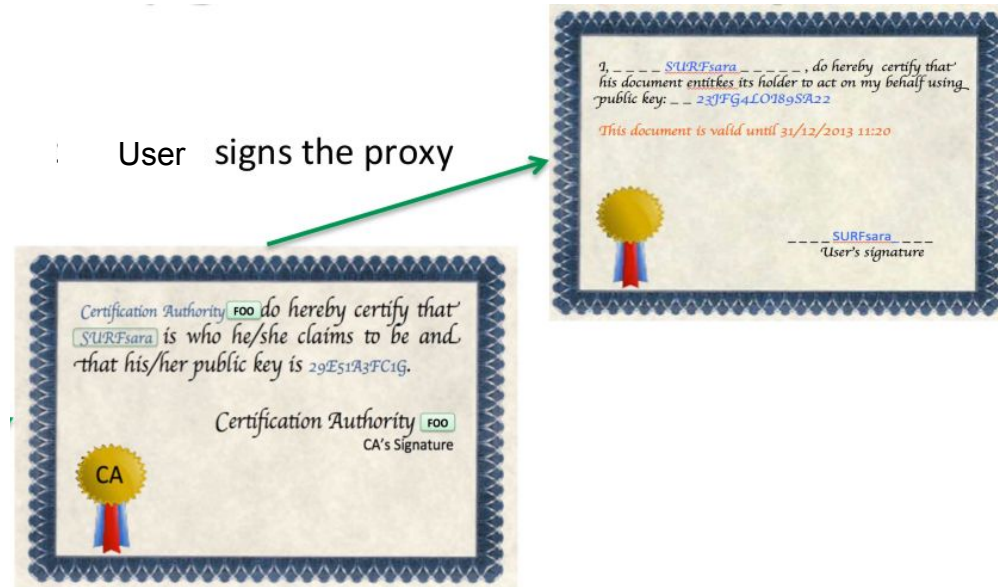 User signs the proxy
I, _ _ _ _ SURFsara _ _ _ _ _ , do hereby certify that
his document entitkes its holder to act on my behalf using
public key: _ _ 23JFG4LOI89SA22
This document is valid until 31/12/2013 11:20
_ _ _ _ SURFsara_ _ _ _
User's signature
Certification Authority FOO do hereby certify that
SURFsara is who he/she claims to be and
that his/her public key is 29E51A3FC1G.
Certification Authority FOO
CA's Signature
CA